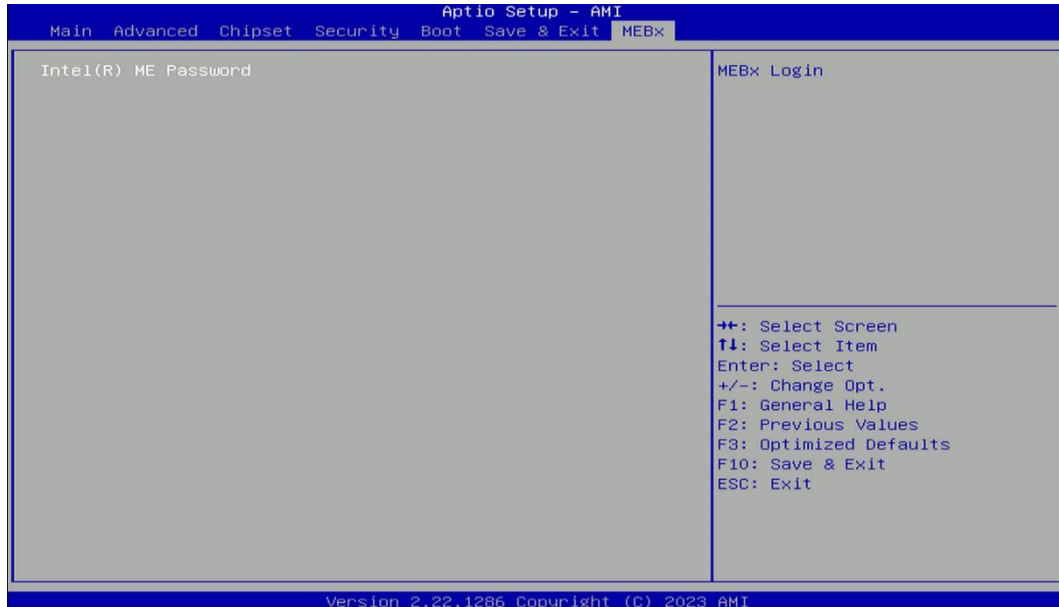 Aptio Setup – AMI
Main Advanced Chipset Security Boot Save & Exit MEBx
Intel(R) ME Password
MEBx Login
→←: Select Screen
↑↓: Select Item
Enter: Select
+/-: Change Opt.
F1: General Help
F2: Previous Values
F3: Optimized Defaults
F10: Save & Exit
ESC: Exit
Version 2.22.1286 Copyright (C) 2023 AMI